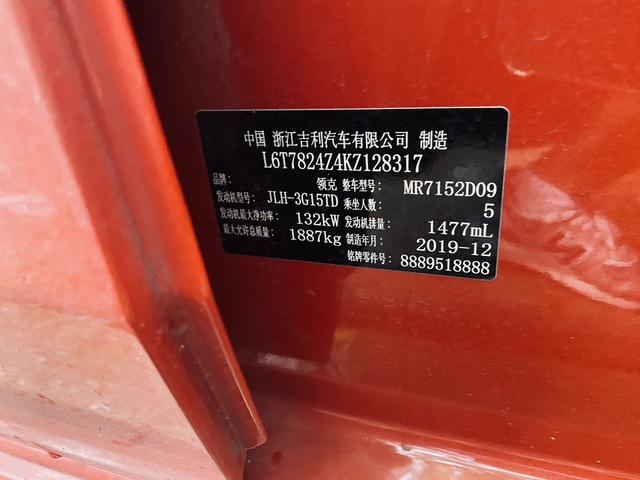 中国 浙江吉利汽车有限公司 制造
L6T7824Z4KZ128317
品牌: 领克 整车型号: MR7152D09
发动机型号: JLH-3G15TD 乘坐人数: 5
发动机最大净功率: 132kW 发动机排量: 1477mL
最大允许总质量: 1887kg 制造年月: 2019-12
铭牌零件号: 8889518888